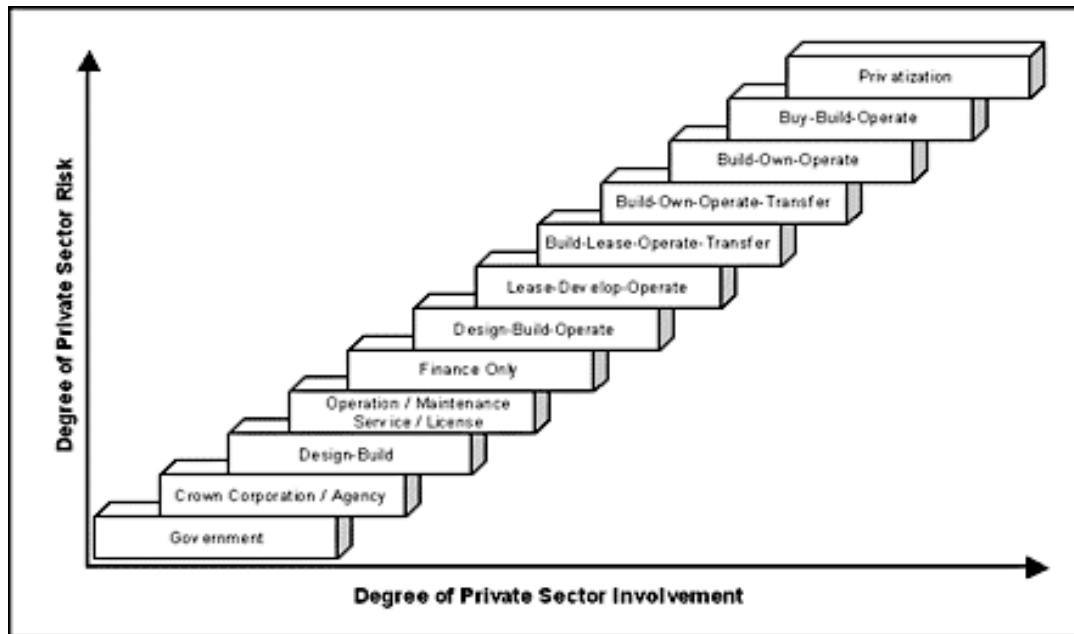 Privatization
Buy-Build-Operate
Build-Own-Operate
Build-Own-Operate-Transfer
Build-Lease-Operate-Transfer
Lease-Develop-Operate
Design-Build-Operate
Finance Only
Operation / Maintenance
Service / License
Design-Build
Crown Corporation / Agency
Government
Degree of Private Sector Risk
Degree of Private Sector Involvement